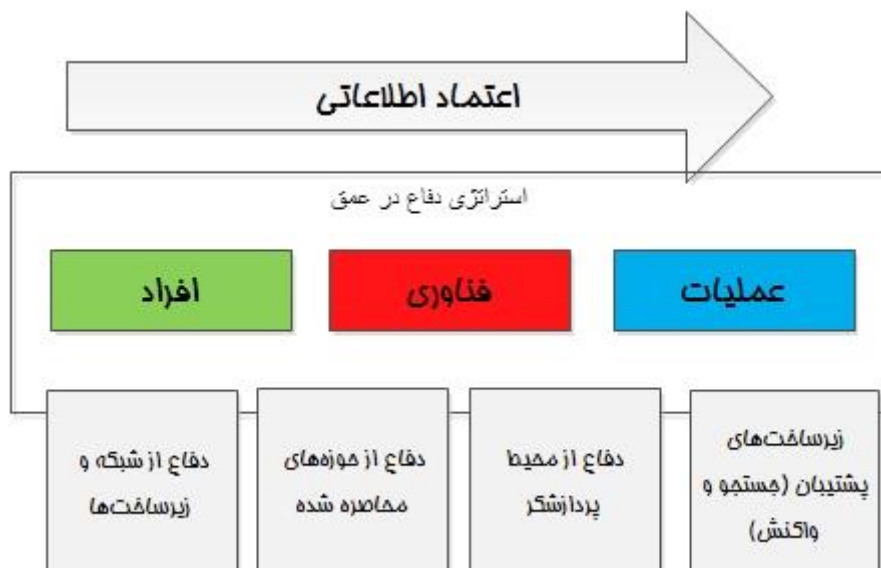 اعتماد اطلاعاتی
استراتژی دفاع در عمق
عملیات
فناوری
افراد
زیرساخت‌های
پشتیبان (جستجو و
واکنش)
دفاع از محیط
پردازشگر
دفاع از حوزه‌های
محاصره شده
دفاع از شبکه و
زیرساخت‌ها